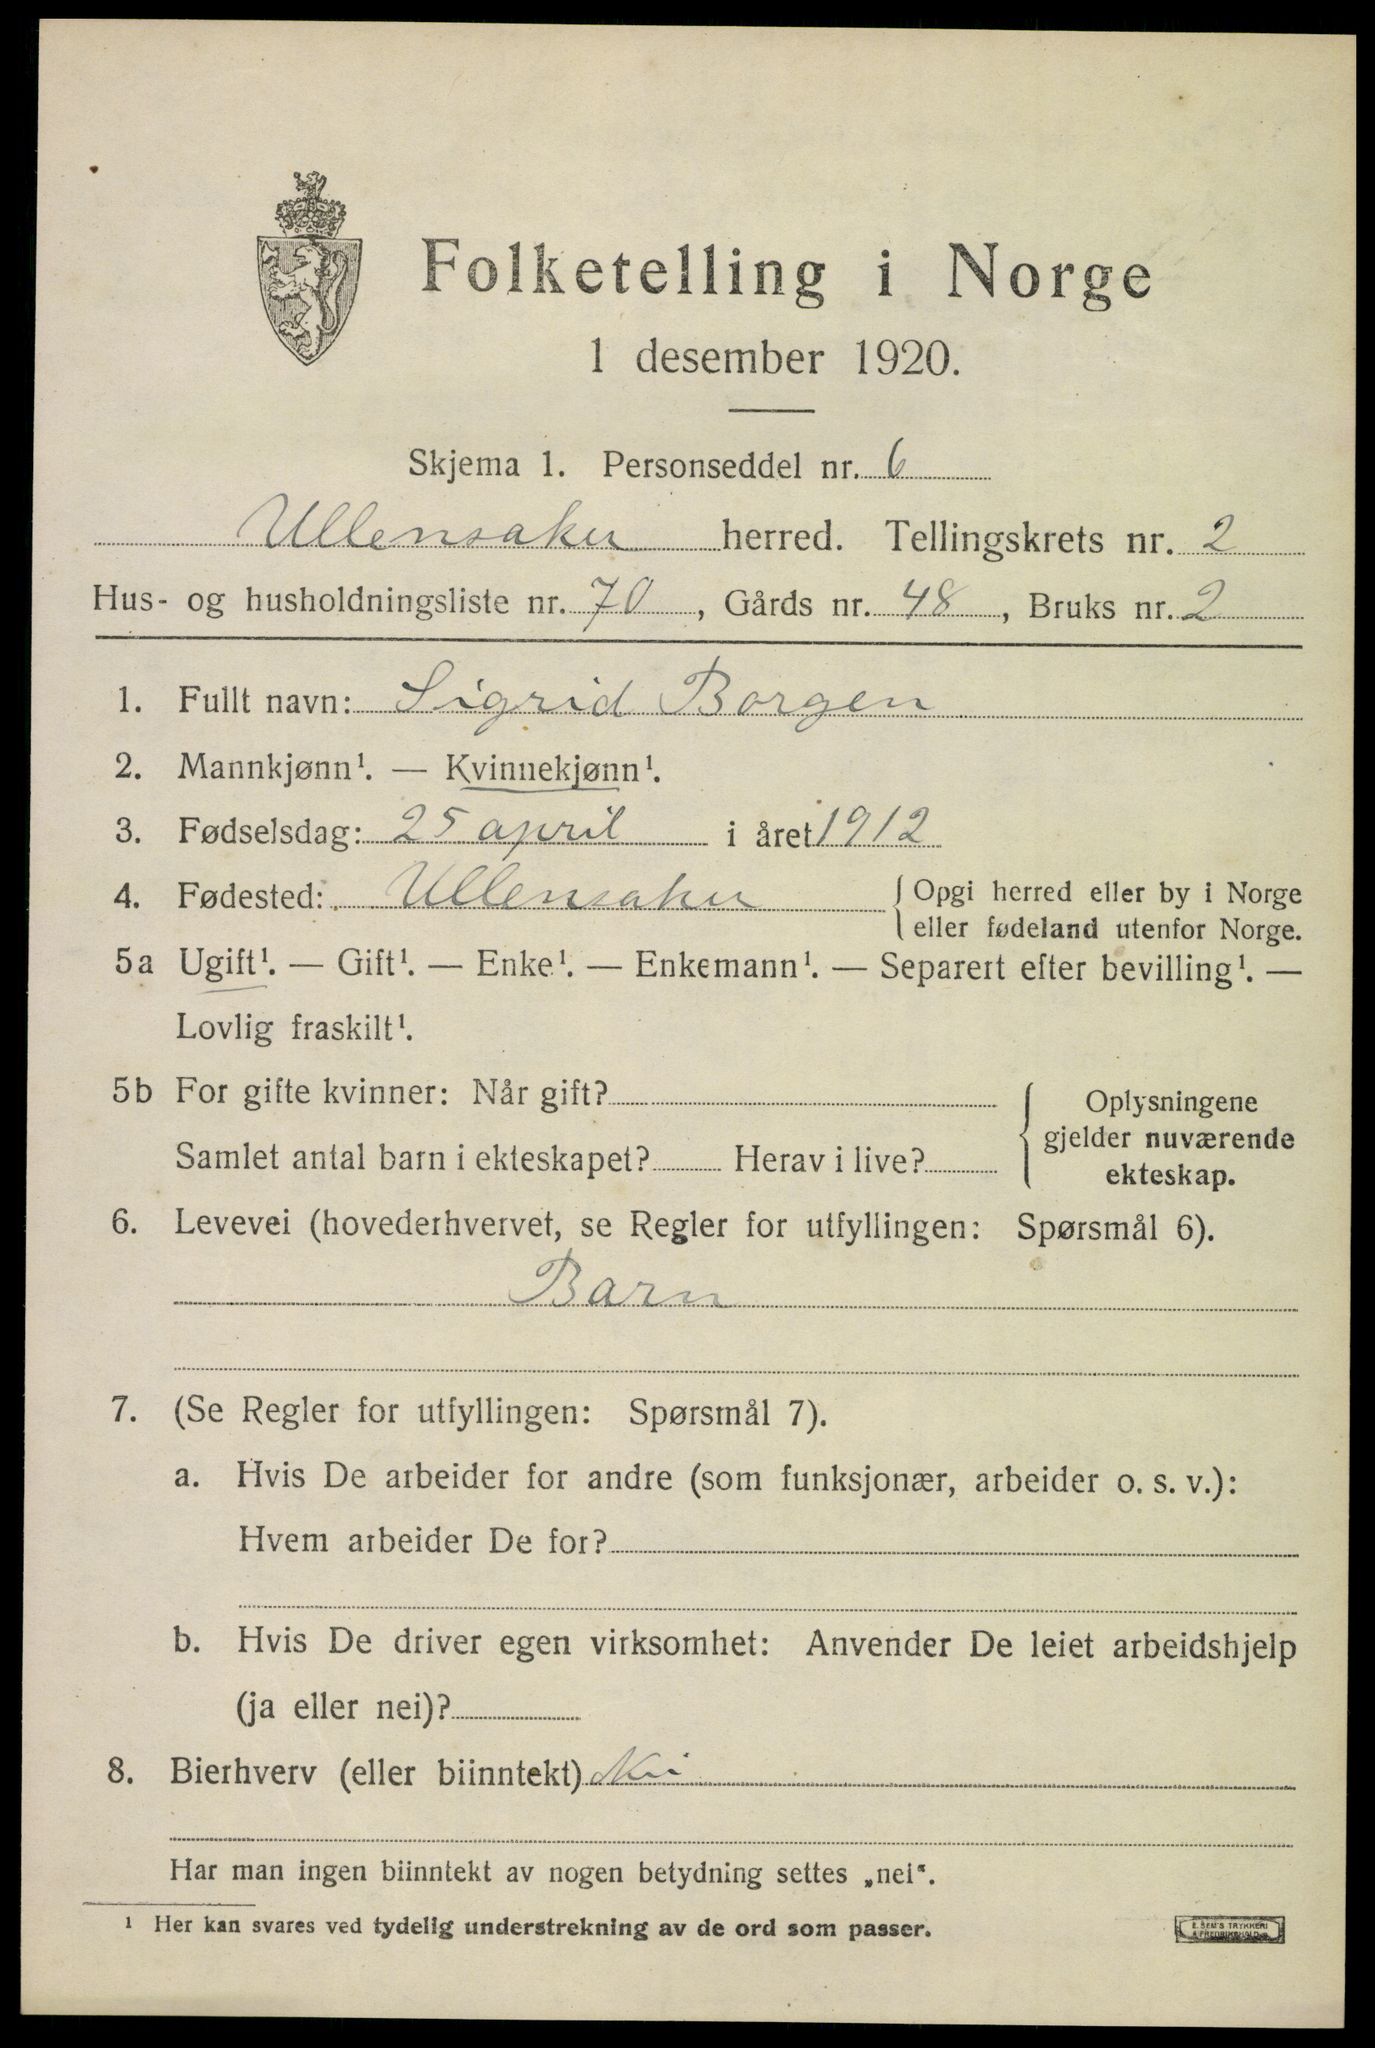 Folketelling i Norge
1 desember 1920.
Skjema 1. Personseddel nr. 6
Ullensaker herred. Tellingskrets nr. 2
Hus- og husholdningsliste nr. 70, Gårds nr. 48, Bruks nr. 2
1. Fullt navn: Sigrid Borgen
2. Mannkjønn¹. — Kvinnekjønn¹.
3. Fødselsdag: 25 april i året 1912
4. Fødested: Ullensaker { Opgi herred eller by i Norge
eller fødeland utenfor Norge.
5a Ugift¹. — Gift¹. — Enke¹. — Enkemann¹. — Separert efter bevilling¹. —
Lovlig fraskilt¹.
5b For gifte kvinner: Når gift?
Samlet antal barn i ekteskapet? Herav i live?
{ Oplysningene
gjelder nuværende
ekteskap.
6. Levevei (hovederhvervet, se Regler for utfyllingen: Spørsmål 6).
Barn
7. (Se Regler for utfyllingen: Spørsmål 7).
a. Hvis De arbeider for andre (som funksjonær, arbeider o. s. v.):
Hvem arbeider De for?
b. Hvis De driver egen virksomhet: Anvender De leiet arbeidshjelp
(ja eller nei)?
8. Bierhverv (eller biinntekt) Nei
Har man ingen biinntekt av nogen betydning settes „nei“.
¹ Her kan svares ved tydelig understrekning av de ord som passer.
E. SEM'S TRYKKERI
FREDRIKSHALD